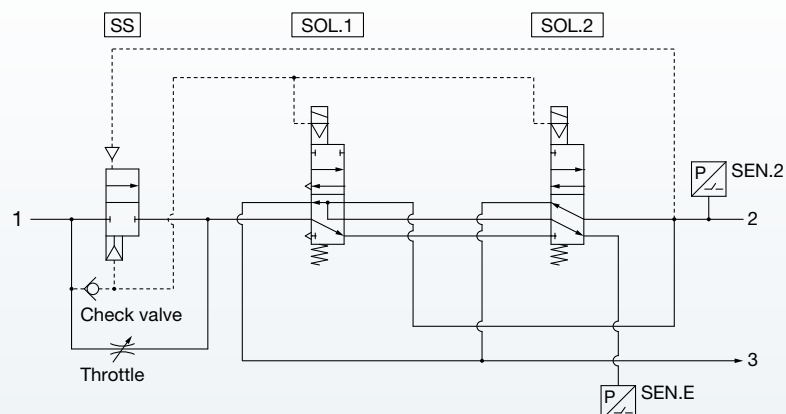 SS SOL.1 SOL.2
P SEN.2
1 2
Check valve
3
Throttle
P SEN.E